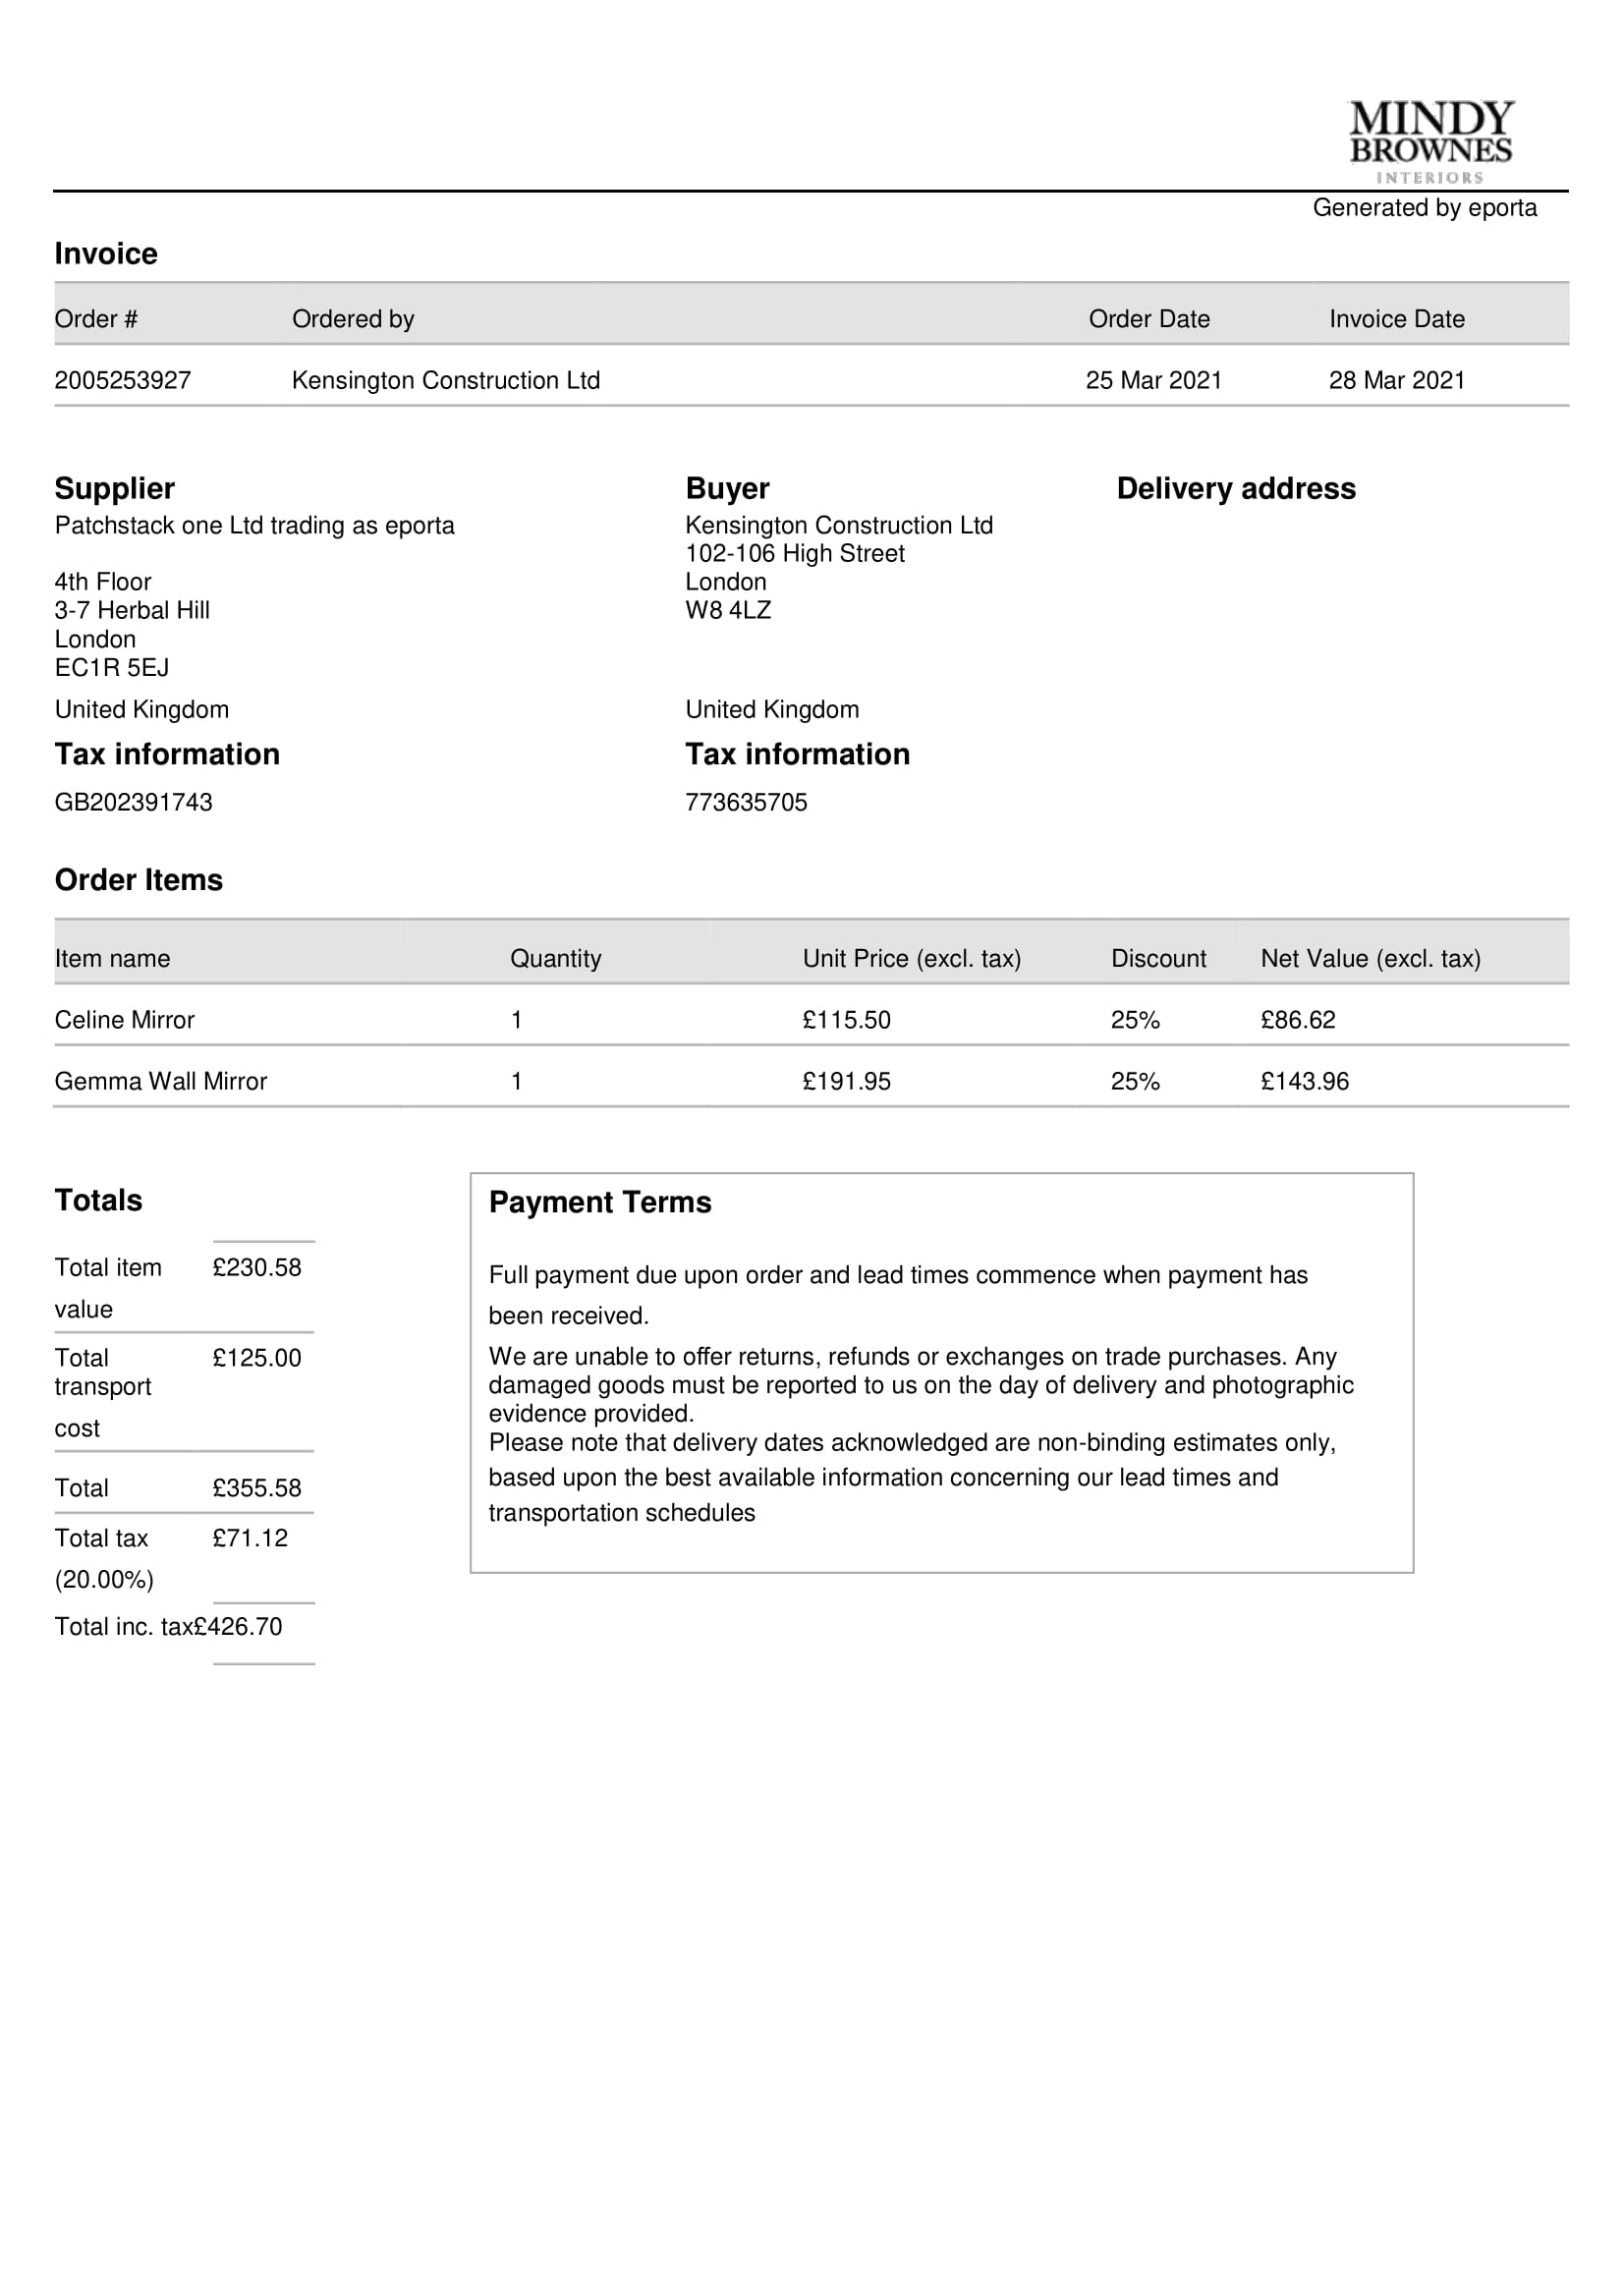 MINDY
BROWNES
INTERIORS
Generated by eporta
Invoice
Order # Ordered by Order Date Invoice Date
2005253927 Kensington Construction Ltd 25 Mar 2021 28 Mar 2021
Supplier Buyer Delivery address
Patchstack one Ltd trading as eporta Kensington Construction Ltd
102-106 High Street
4th Floor London
3-7 Herbal Hill W8 4LZ
London
EC1R 5EJ
United Kingdom United Kingdom
Tax information Tax information
GB202391743 773635705
Order Items
Item name Quantity Unit Price (excl. tax) Discount Net Value (excl. tax)
Celine Mirror 1 £115.50 25% £86.62
Gemma Wall Mirror 1 £191.95 25% £143.96
Totals
Total item £230.58
value
Total £125.00
transport
cost
Total £355.58
Total tax £71.12
(20.00%)
Total inc. tax£426.70
Payment Terms
Full payment due upon order and lead times commence when payment has
been received.
We are unable to offer returns, refunds or exchanges on trade purchases. Any
damaged goods must be reported to us on the day of delivery and photographic
evidence provided.
Please note that delivery dates acknowledged are non-binding estimates only,
based upon the best available information concerning our lead times and
transportation schedules